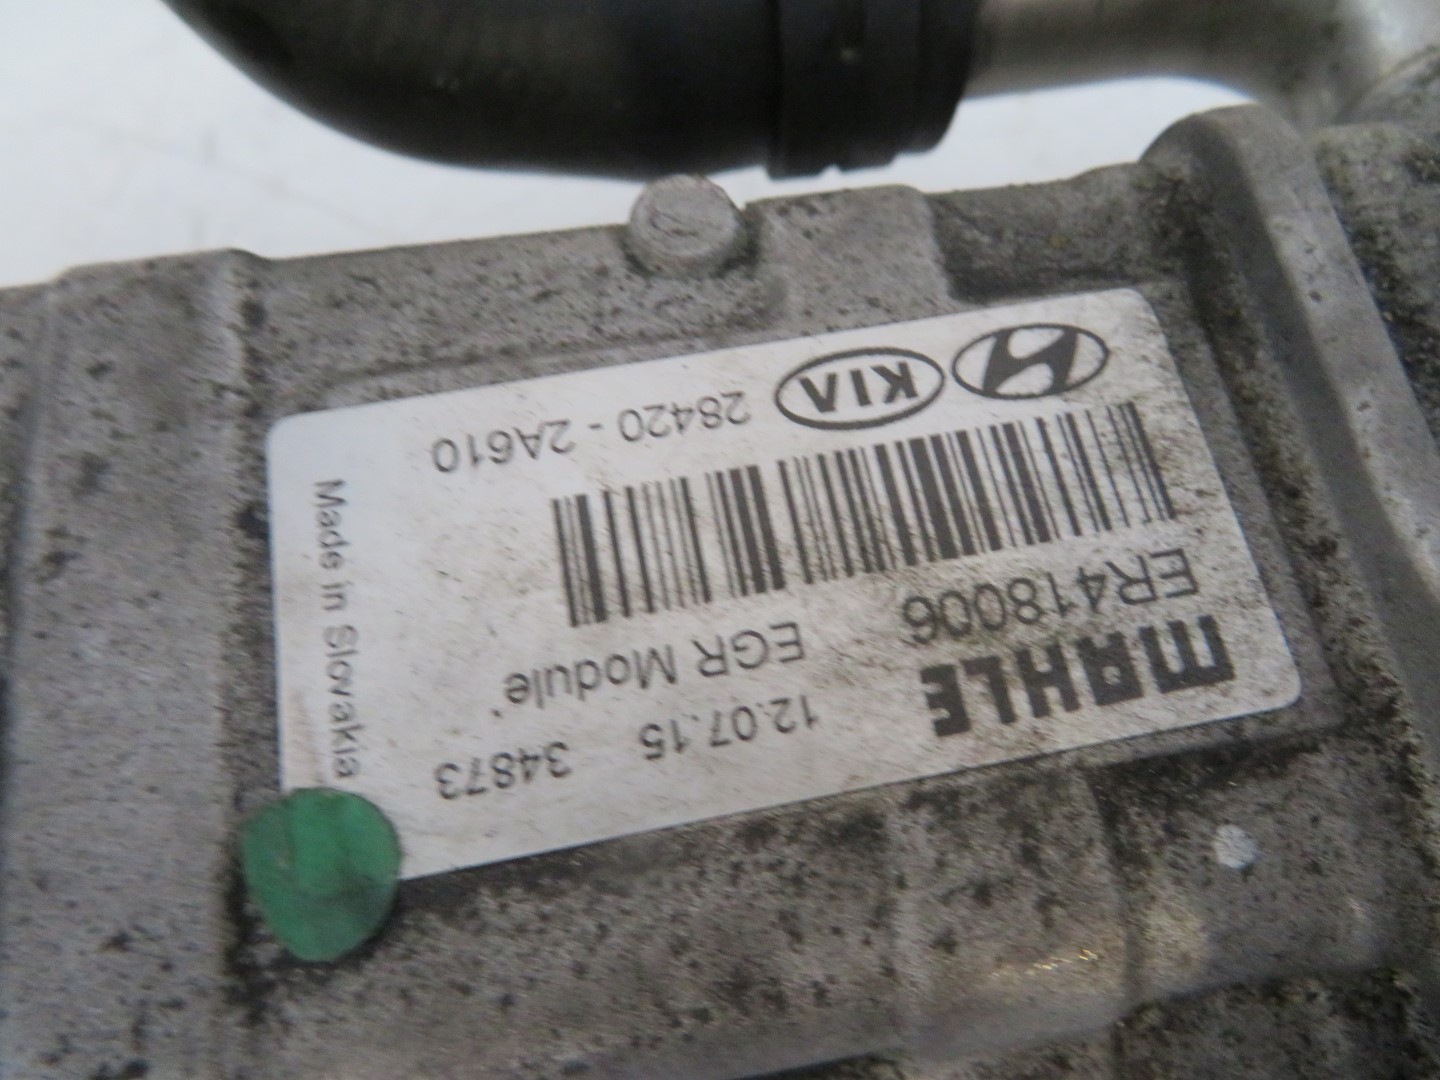 MAHLE
12.07.15 34873
ER418006
EGR Module
KIA
28420 - 2A610
Made in Slovakia